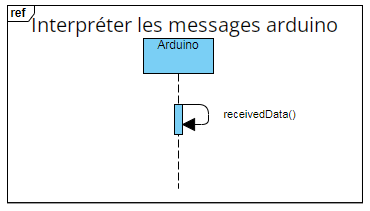 ref
Interpréter les messages arduino
Arduino
receivedData()